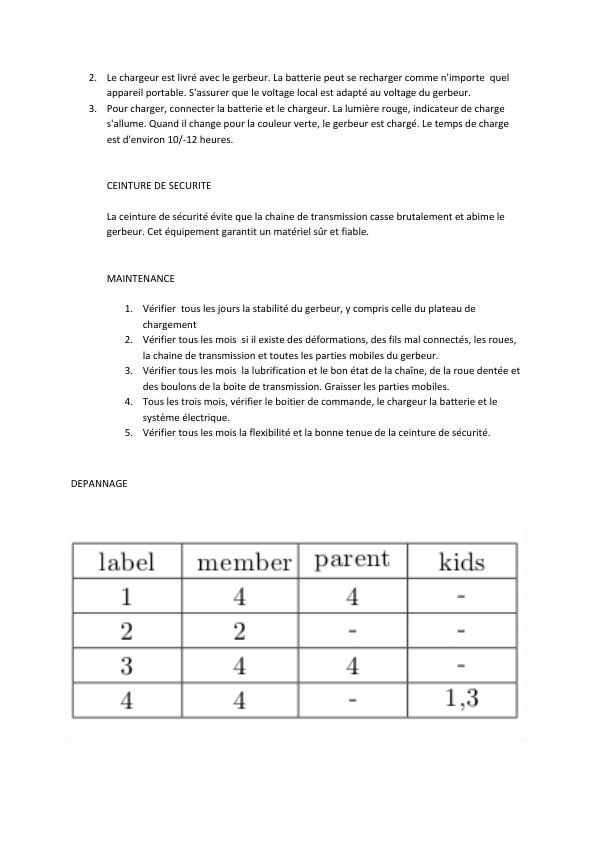 2. Le chargeur est livré avec le gerbeur. La batterie peut se recharger comme n'importe quel
appareil portable. S'assurer que le voltage local est adapté au voltage du gerbeur.
3. Pour charger, connecter la batterie et le chargeur. La lumière rouge, indicateur de charge
s'allume. Quand il change pour la couleur verte, le gerbeur est chargé. Le temps de charge
est d'environ 10/-12 heures.
CEINTURE DE SECURITE
La ceinture de sécurité évite que la chaine de transmission casse brutalement et abime le
gerbeur. Cet équipement garantit un matériel sûr et fiable.
MAINTENANCE
1. Vérifier tous les jours la stabilité du gerbeur, y compris celle du plateau de
chargement
2. Vérifier tous les mois si il existe des déformations, des fils mal connectés, les roues,
la chaine de transmission et toutes les parties mobiles du gerbeur.
3. Vérifier tous les mois la lubrification et le bon état de la chaîne, de la roue dentée et
des boulons de la boite de transmission. Graisser les parties mobiles.
4. Tous les trois mois, vérifier le boitier de commande, le chargeur la batterie et le
système électrique.
5. Vérifier tous les mois la flexibilité et la bonne tenue de la ceinture de sécurité.
DEPANNAGE
label member parent kids
1 4 4 -
2 2 - -
3 4 4 -
4 4 - 1,3